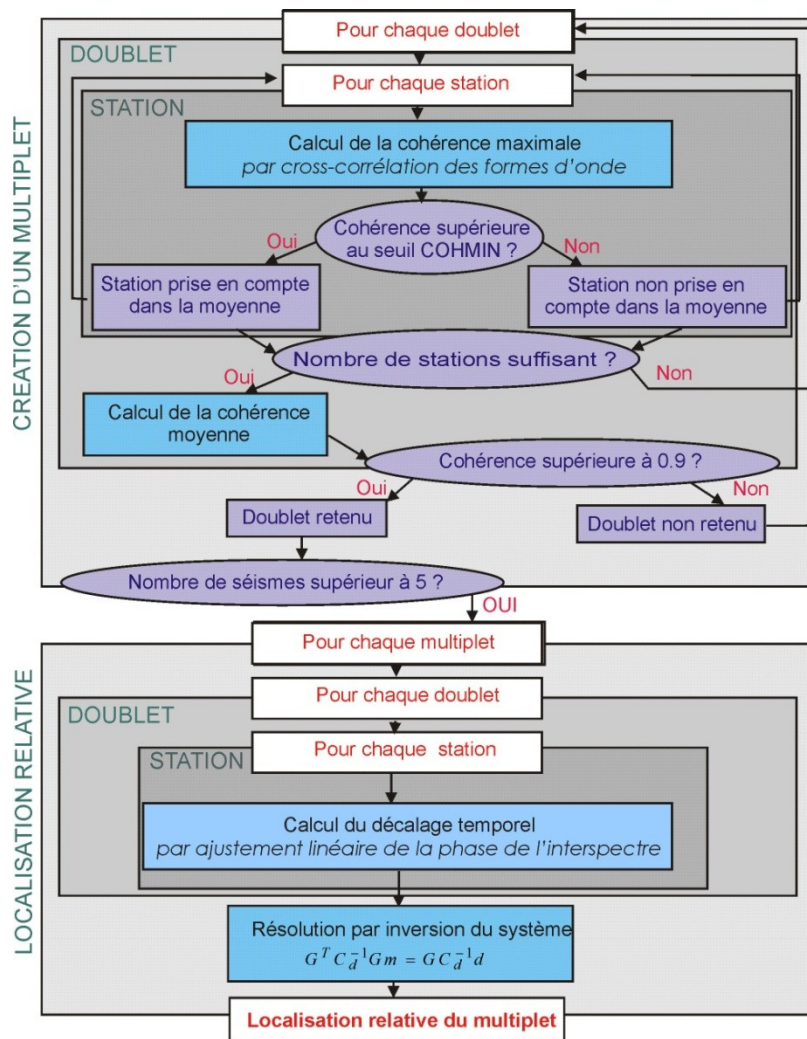 CREATION D'UN MULTIPLET
Pour chaque doublet
DOUBLET
Pour chaque station
STATION
Calcul de la cohérence maximale
par cross-corrélation des formes d'onde
Cohérence supérieure
au seuil COHMIN ?
Oui
Non
Station prise en compte
dans la moyenne
Station non prise en
compte dans la moyenne
Nombre de stations suffisant ?
Oui
Non
Calcul de la cohérence
moyenne
Cohérence supérieure à 0.9 ?
Oui
Non
Doublet retenu
Doublet non retenu
Nombre de séismes supérieur à 5 ?
OUI
LOCALISATION RELATIVE
Pour chaque multiplet
Pour chaque doublet
DOUBLET
Pour chaque station
STATION
Calcul du décalage temporel
par ajustement linéaire de la phase de l'interspectre
Résolution par inversion du système
G^T C_d^{-1} G m = G C_d^{-1} d
Localisation relative du multiplet